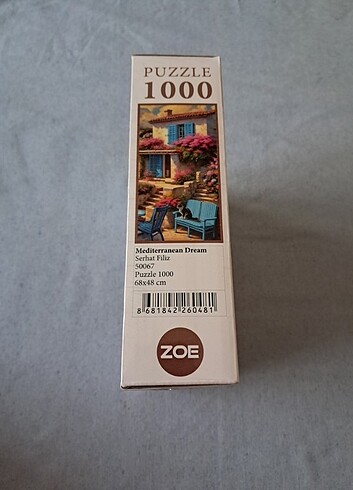 PUZZLE
1000
Mediterranean Dream
Serhat Filiz
50067
Puzzle 1000
68x48 cm
8 681842 260481
ZOE